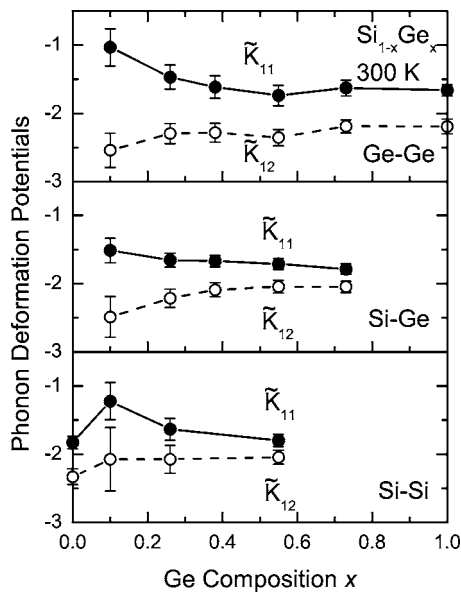 Phonon Deformation Potentials
-1
-2
-3
K̃₁₁
Si₁₋ₓGeₓ
300 K
K̃₁₂
Ge-Ge
-1
-2
-3
K̃₁₁
K̃₁₂
Si-Ge
-1
-2
-3
K̃₁₁
K̃₁₂
Si-Si
0.0 0.2 0.4 0.6 0.8 1.0
Ge Composition x